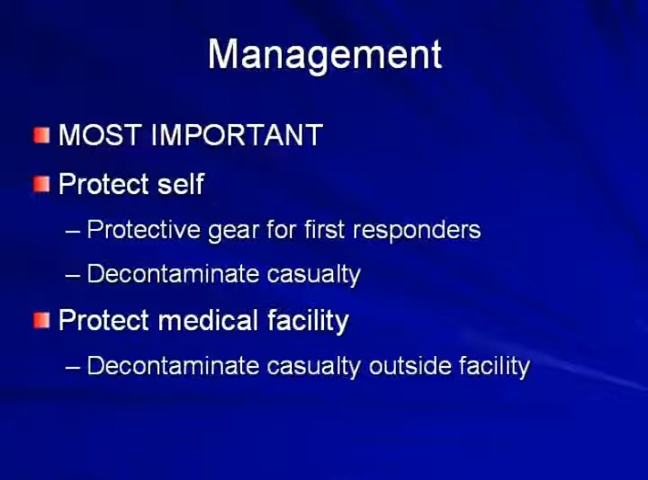 Management
MOST IMPORTANT
Protect self
– Protective gear for first responders
– Decontaminate casualty
Protect medical facility
– Decontaminate casualty outside facility